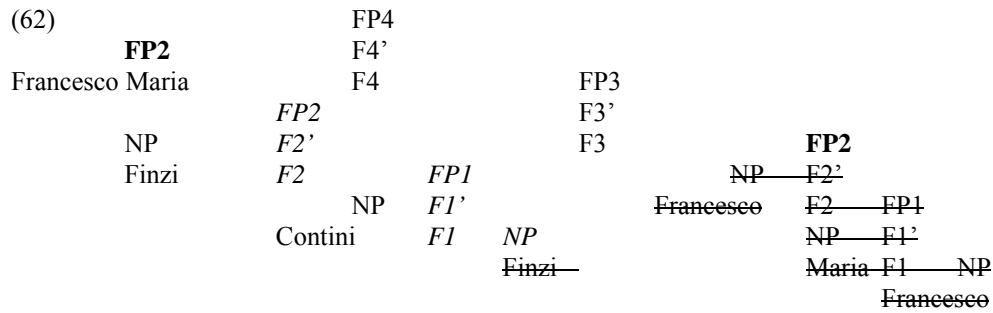 (62) FP4
FP2 F4’
Francesco Maria F4 FP3
FP2 F3’
NP F2’ F3 FP2
Finzi F2 FP1 NP F2’
NP F1’ Francesco F2 FP1
Contini F1 NP NP F1’
Finzi Maria F1 NP
Francesco